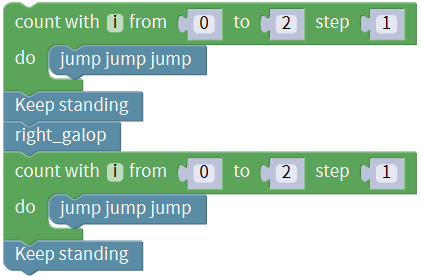 count with i from 0 to 2 step 1
do jump jump jump
Keep standing
right_galop
count with i from 0 to 2 step 1
do jump jump jump
Keep standing